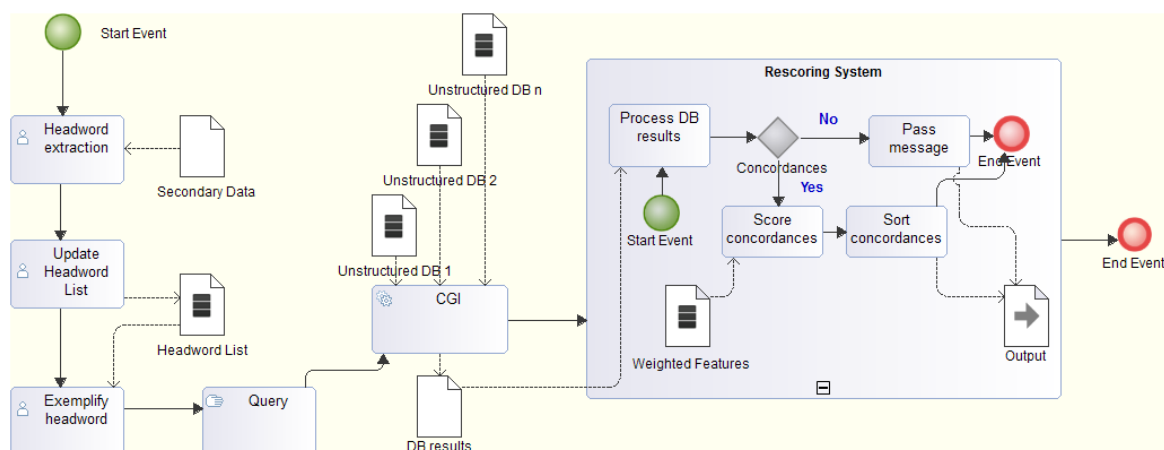 Start Event
Headword
extraction
Secondary Data
Update
Headword
List
Headword List
Exemplify
headword
Query
Unstructured DB n
Unstructured DB 2
Unstructured DB 1
CGI
DB results
Rescoring System
Process DB
results
Start Event
Concordances
No
Yes
Pass
message
End Event
Score
concordances
Sort
concordances
Weighted Features
Output
End Event